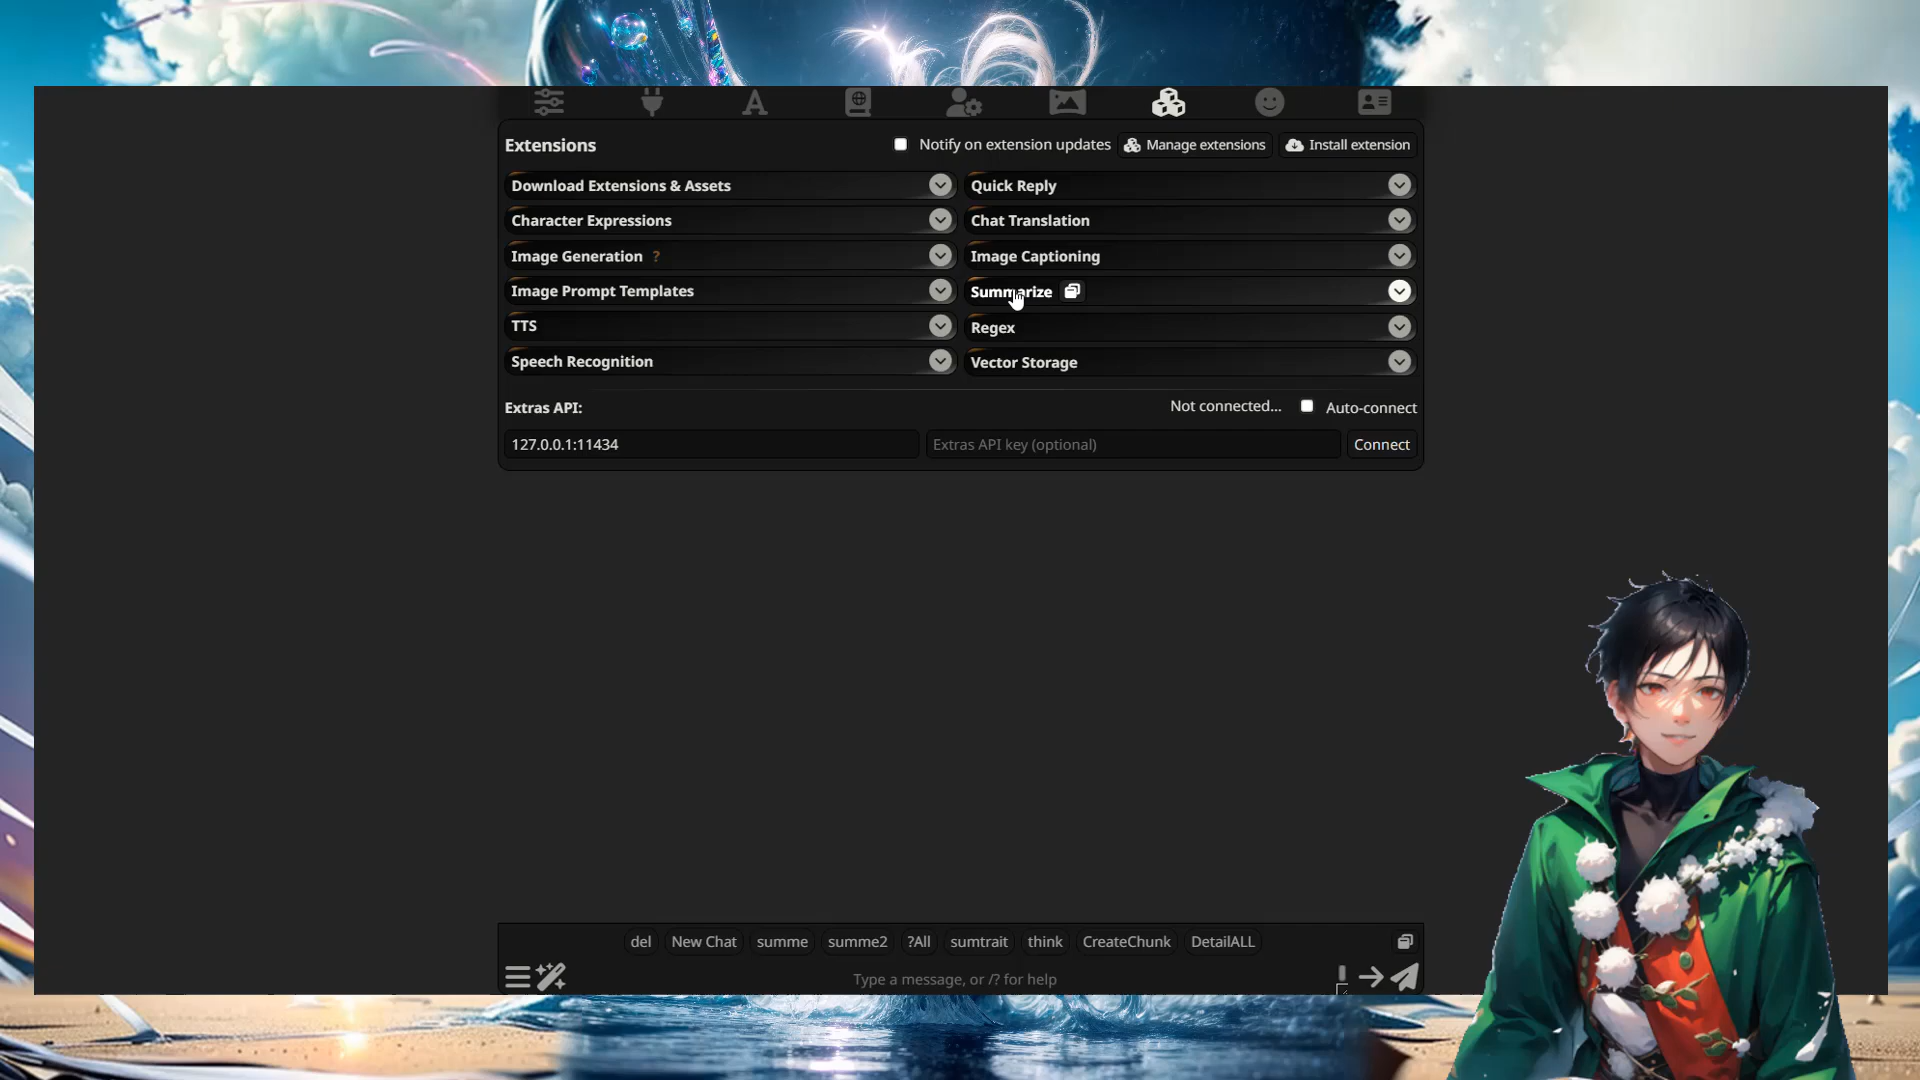 Extensions
Notify on extension updates
Manage extensions
Install extension
Download Extensions & Assets
Quick Reply
Character Expressions
Chat Translation
Image Generation ?
Image Captioning
Image Prompt Templates
Summarize
TTS
Regex
Speech Recognition
Vector Storage
Extras API:
Not connected...
Auto-connect
127.0.0.1:11434
Extras API key (optional)
Connect
del
New Chat
summe
summe2
?All
sumtrait
think
CreateChunk
DetailALL
Type a message, or /? for help